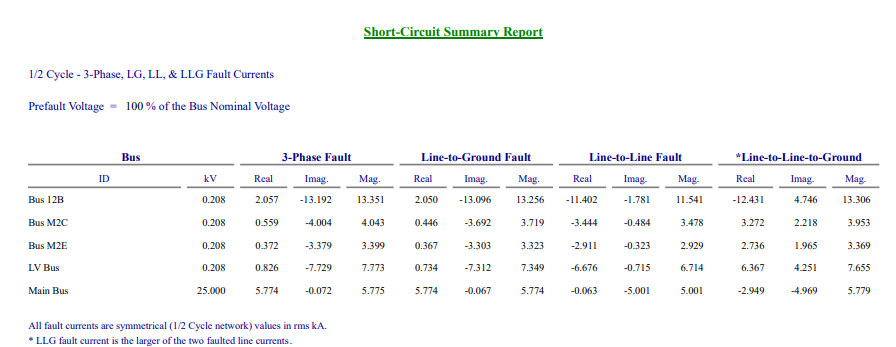 Short-Circuit Summary Report
1/2 Cycle - 3-Phase, LG, LL, & LLG Fault Currents
Prefault Voltage = 100 % of the Bus Nominal Voltage
Bus 3-Phase Fault Line-to-Ground Fault Line-to-Line Fault *Line-to-Line-to-Ground
ID kV Real Imag. Mag. Real Imag. Mag. Real Imag. Mag. Real Imag. Mag.
Bus 12B 0.208 2.057 -13.192 13.351 2.050 -13.096 13.256 -11.402 -1.781 11.541 -12.431 4.746 13.306
Bus M2C 0.208 0.559 -4.004 4.043 0.446 -3.692 3.719 -3.444 -0.484 3.478 3.272 2.218 3.953
Bus M2E 0.208 0.372 -3.379 3.399 0.367 -3.303 3.323 -2.911 -0.323 2.929 2.736 1.965 3.369
LV Bus 0.208 0.826 -7.729 7.773 0.734 -7.312 7.349 -6.676 -0.715 6.714 6.367 4.251 7.655
Main Bus 25.000 5.774 -0.072 5.775 5.774 -0.067 5.774 -0.063 -5.001 5.001 -2.949 -4.969 5.779
All fault currents are symmetrical (1/2 Cycle network) values in rms kA.
* LLG fault current is the larger of the two faulted line currents.